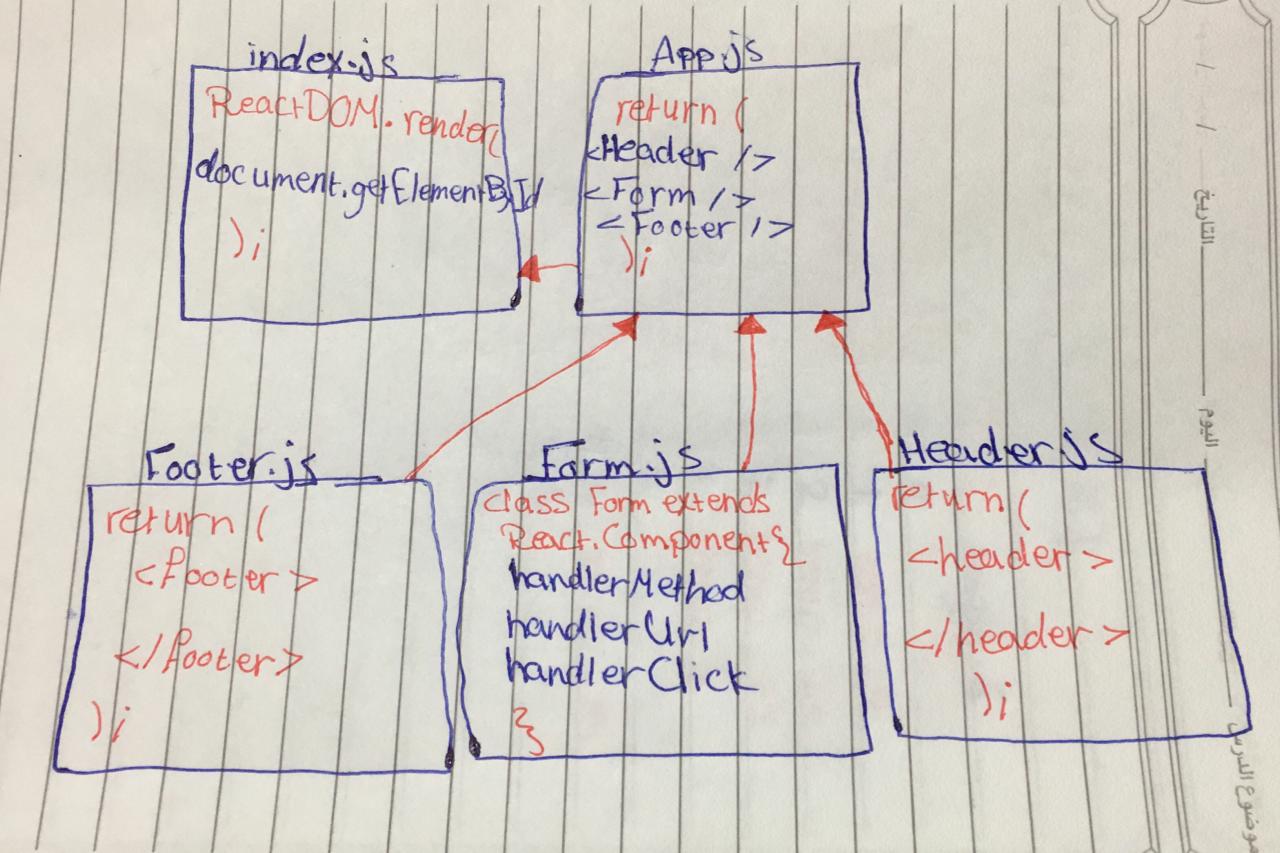 index.js
ReactDOM.render(
document.getElementById
);
App.js
return (
<Header />
<Form />
<Footer />
);
Footer.js
return (
<footer>
</footer>
);
Form.js
class Form extends
React.Component{
handlerMethod
handlerUrl
handlerClick
}
Header.js
return (
<header>
</header>
);
التاريخ / /
اليوم
موضوع الدرس